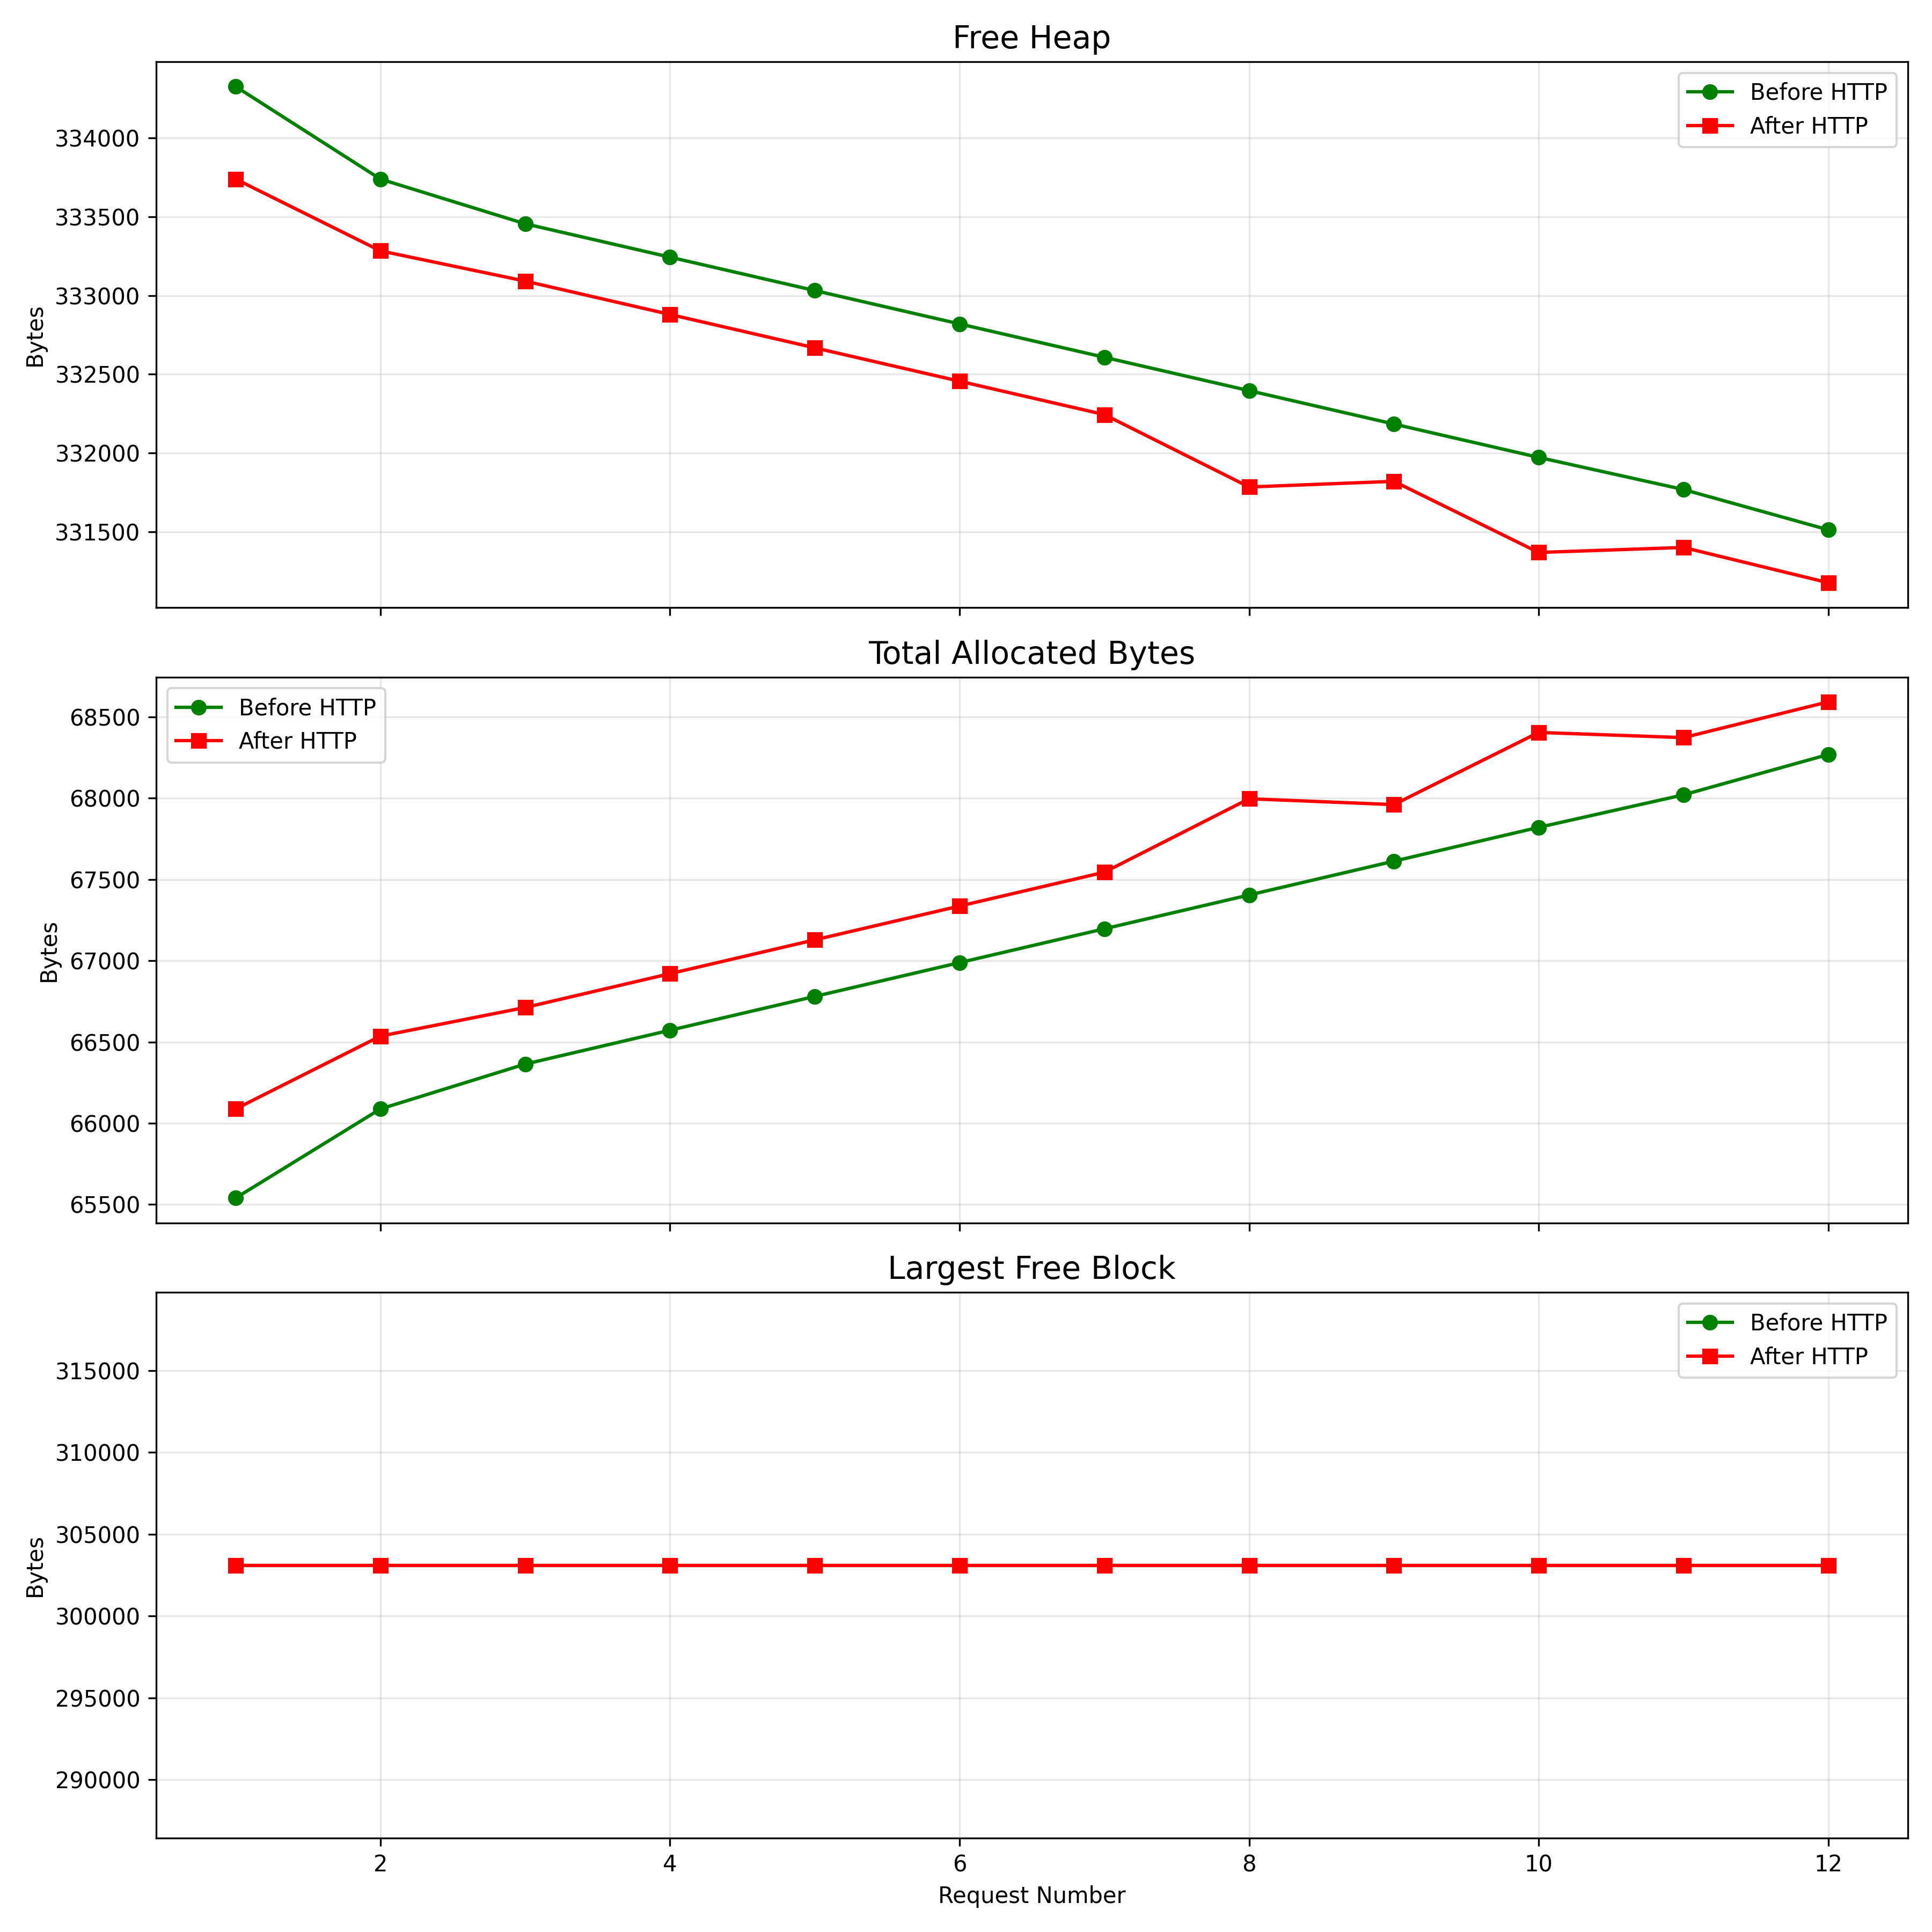 Free Heap
Before HTTP
After HTTP
334000
333500
333000
332500
332000
331500
Bytes
Total Allocated Bytes
Before HTTP
After HTTP
68500
68000
67500
67000
66500
66000
65500
Bytes
Largest Free Block
Before HTTP
After HTTP
315000
310000
305000
300000
295000
290000
Bytes
2 4 6 8 10 12
Request Number